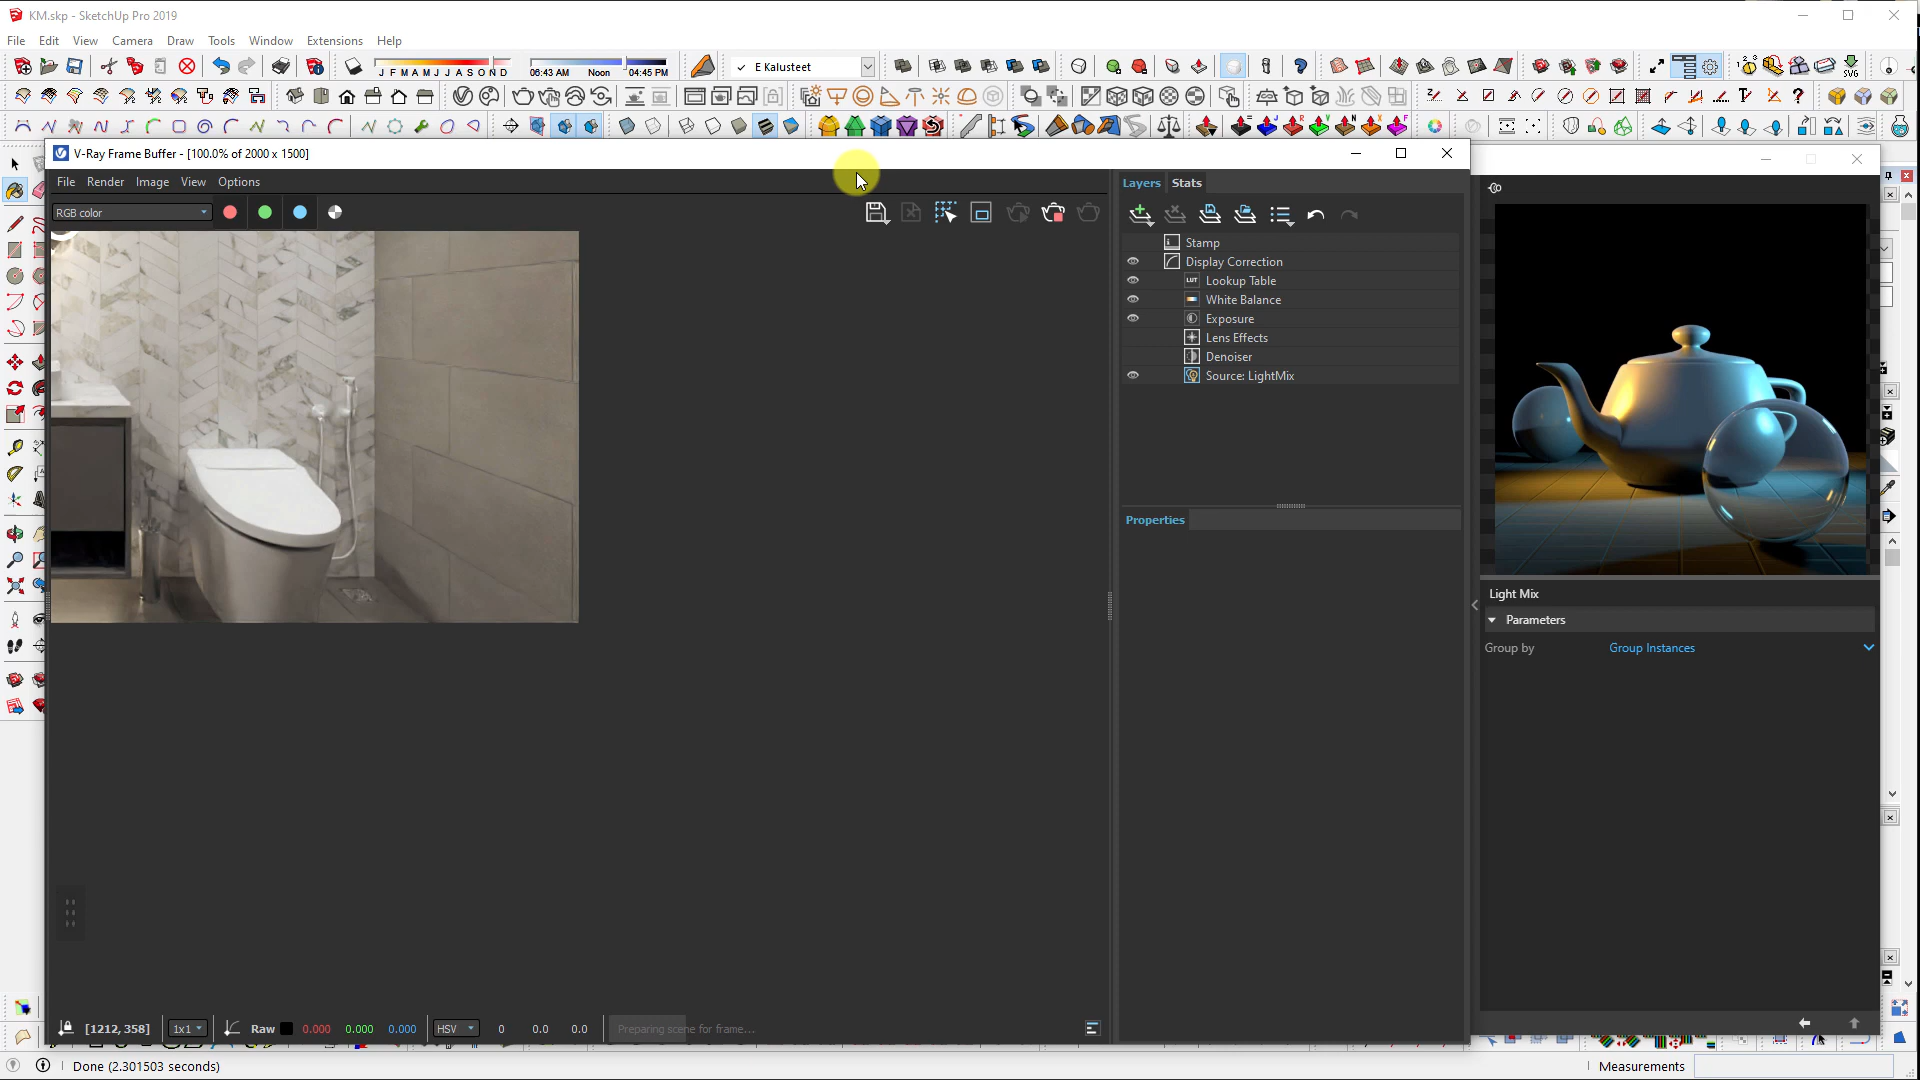 KM.skp - SketchUp Pro 2019
File Edit View Camera Draw Tools Window Extensions Help
J F M A M J J A S O N D
06:43 AM Noon 04:45 PM
✓ E Kalusteet
SVG
V-Ray Frame Buffer - [100.0% of 2000 x 1500]
File Render Image View Options
RGB color
Layers Stats
Stamp
Display Correction
LUT Lookup Table
White Balance
Exposure
Lens Effects
Denoiser
Source: LightMix
Properties
Light Mix
Parameters
Group by Group Instances
[1212, 358] 1x1 Raw 0.000 0.000 0.000 HSV 0 0.0 0.0 Preparing scene for frame...
Done (2.301503 seconds)
Measurements